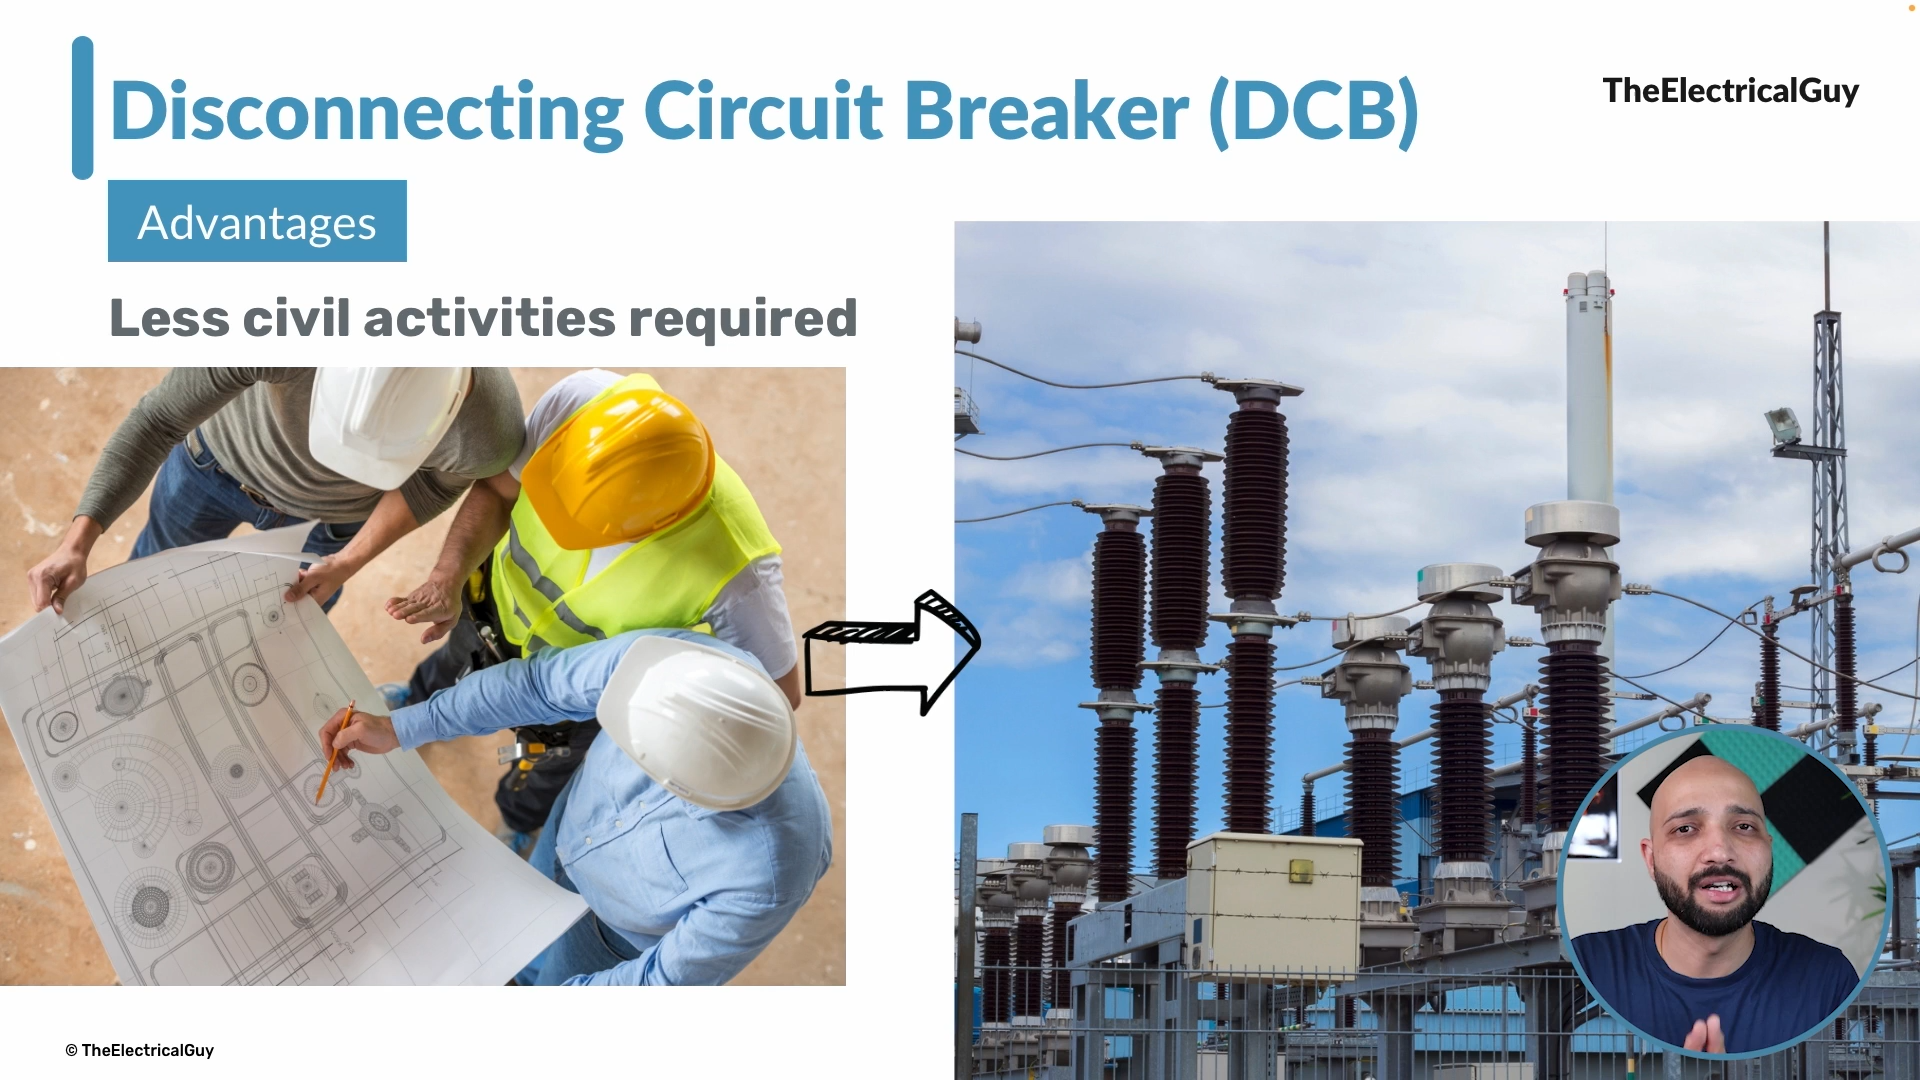 Disconnecting Circuit Breaker (DCB)
TheElectricalGuy
Advantages
Less civil activities required
© TheElectricalGuy